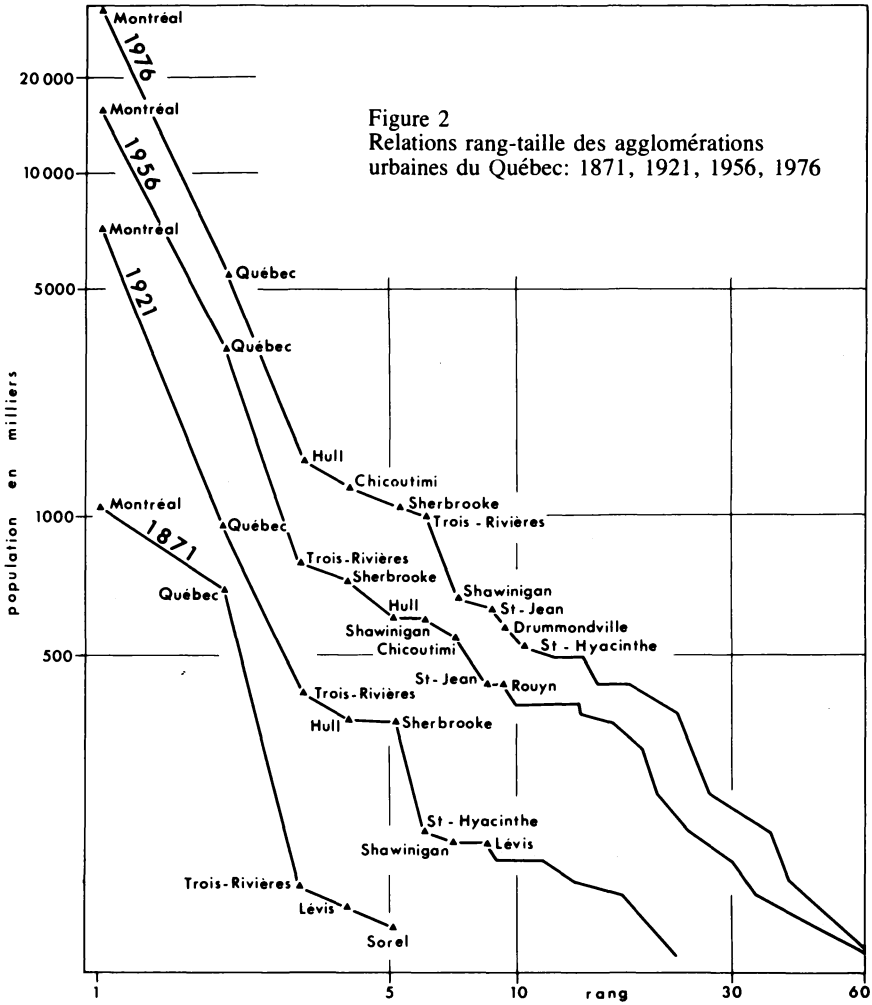 Montréal
1976
20 000
Montréal
Figure 2
Relations rang-taille des agglomérations
urbaines du Québec: 1871, 1921, 1956, 1976
1956
10 000
Montréal
1921
Québec
5000
Québec
population en milliers
Hull
Chicoutimi
Montréal
Sherbrooke
1000
Trois-Rivières
Québec
1871
Trois-Rivières
Sherbrooke
Québec
Shawinigan
Hull
St-Jean
Shawinigan
Drummondville
Chicoutimi
St-Hyacinthe
500
St-Jean
Rouyn
Trois-Rivières
Hull
Sherbrooke
St-Hyacinthe
Shawinigan
Lévis
Trois-Rivières
Lévis
Sorel
1 5 10 rang 30 60